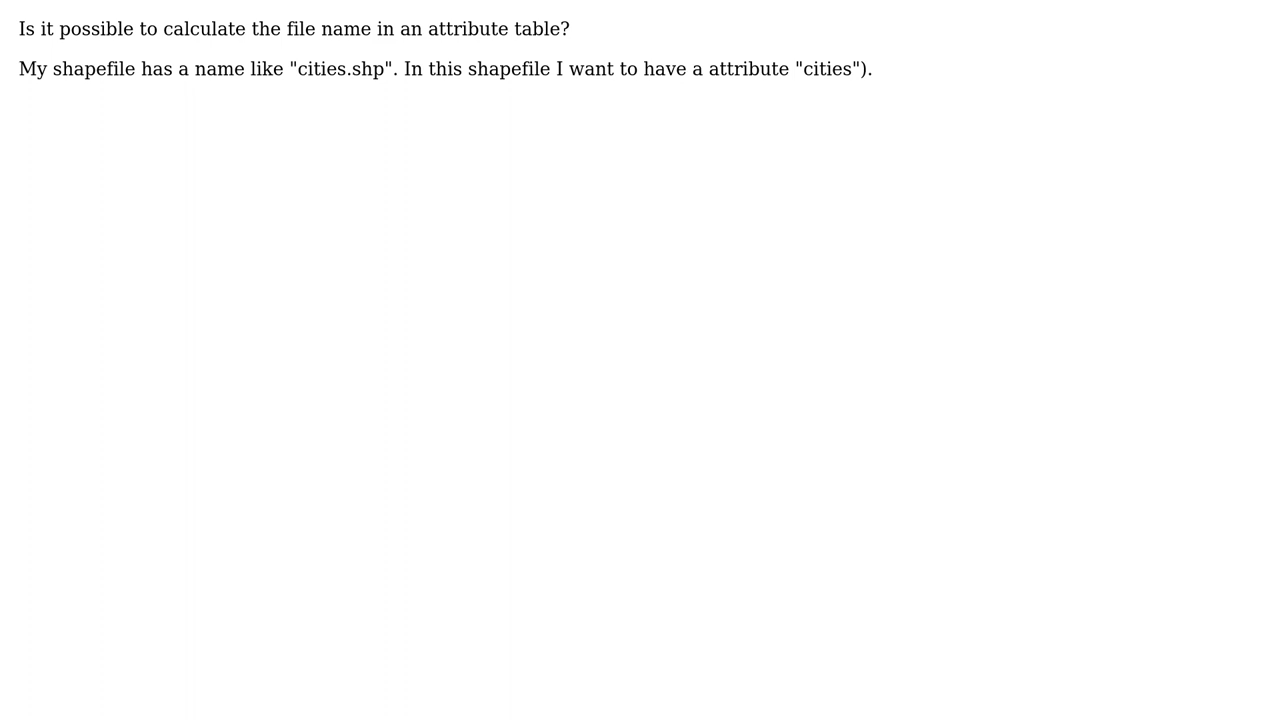 Is it possible to calculate the file name in an attribute table?
My shapefile has a name like "cities.shp". In this shapefile I want to have a attribute "cities").